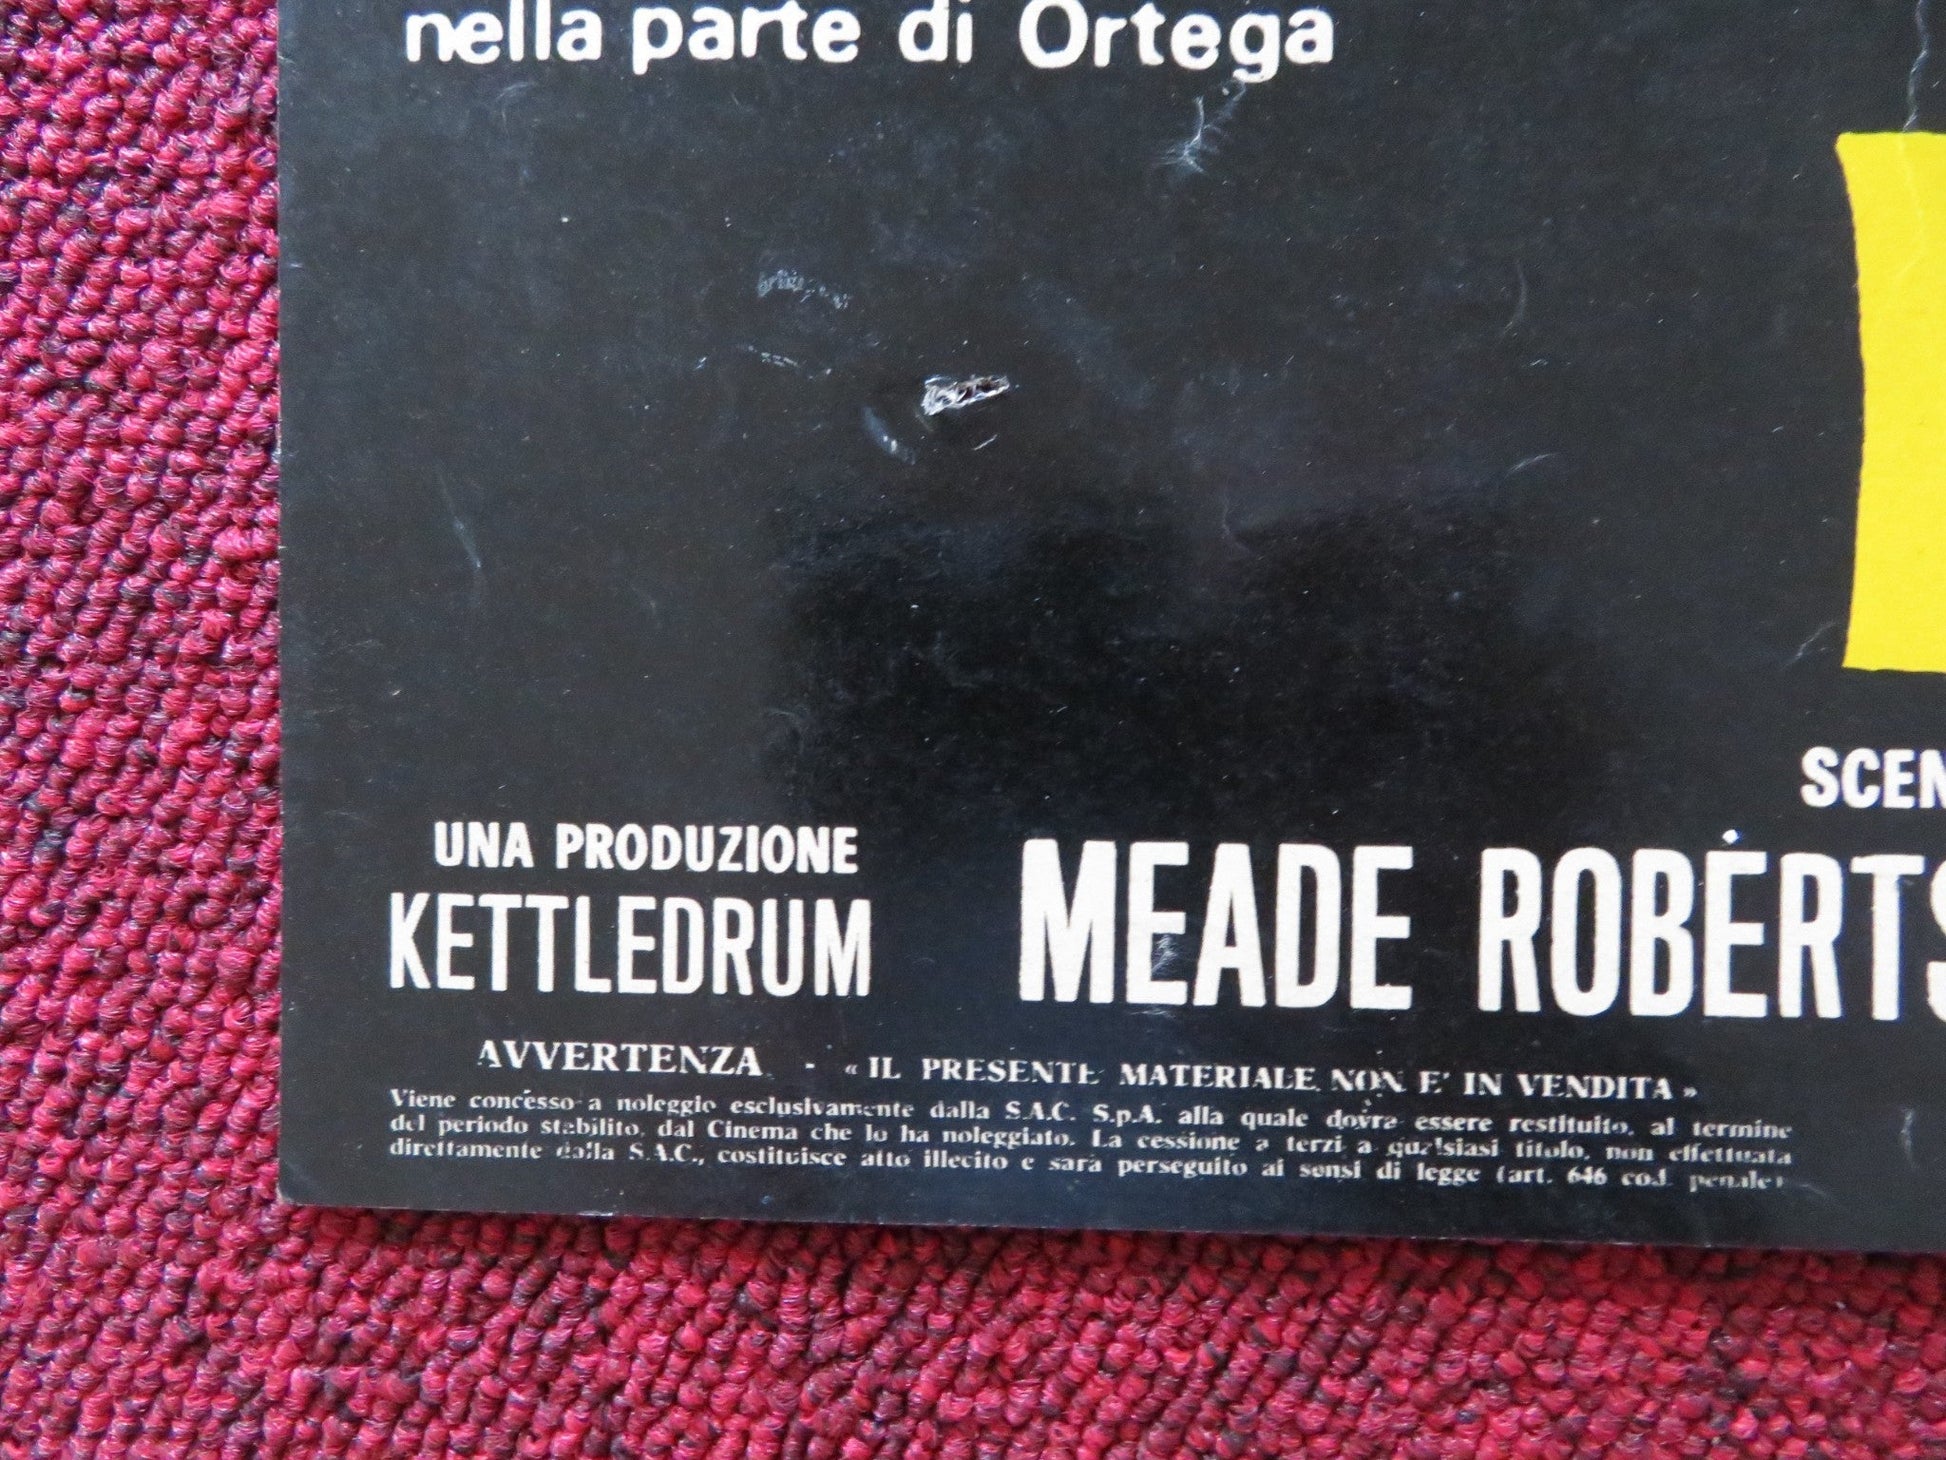 nella parte di Ortega
SCEN
UNA PRODUZIONE
KETTLEDRUM
MEADE ROBERTS
AVVERTENZA - « IL PRESENTE MATERIALE NON E' IN VENDITA »
Viene concesso a noleggio esclusivamente dalla S.A.C. S.p.A. alla quale dovrà essere restituito, al termine
del periodo stabilito, dal Cinema che lo ha noleggiato. La cessione a terzi a qualsiasi titolo, non effettuata
direttamente dalla S.A.C., costituisce atto illecito e sarà perseguito ai sensi di legge (art. 646 cod. penale)